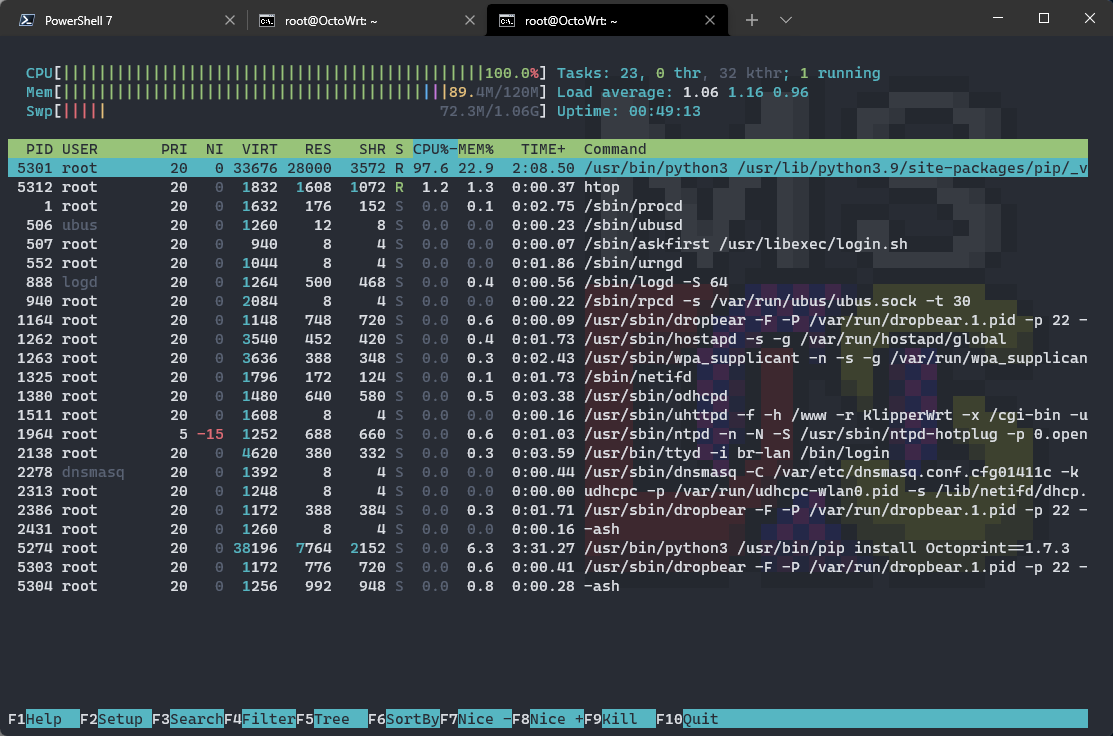 PowerShell 7
root@OctoWrt: ~
root@OctoWrt: ~
CPU[||||||||||||||||||||||||||||||||||||||||||||||||100.0%] Tasks: 23, 0 thr, 32 kthr; 1 running
Mem[|||||||||||||||||||||||||||||||||||||||||||89.4M/120M] Load average: 1.06 1.16 0.96
Swp[||||| 72.3M/1.06G] Uptime: 00:49:13
PID USER PRI NI VIRT RES SHR S CPU%-MEM% TIME+ Command
5301 root 20 0 33676 28000 3572 R 97.6 22.9 2:08.50 /usr/bin/python3 /usr/lib/python3.9/site-packages/pip/_v
5312 root 20 0 1832 1608 1072 R 1.2 1.3 0:00.37 htop
1 root 20 0 1632 176 152 S 0.0 0.1 0:02.75 /sbin/procd
506 ubus 20 0 1260 12 8 S 0.0 0.0 0:00.23 /sbin/ubusd
507 root 20 0 940 8 4 S 0.0 0.0 0:00.07 /sbin/askfirst /usr/libexec/login.sh
552 root 20 0 1044 8 4 S 0.0 0.0 0:01.86 /sbin/urngd
888 logd 20 0 1264 500 468 S 0.0 0.4 0:00.56 /sbin/logd -S 64
940 root 20 0 2084 8 4 S 0.0 0.0 0:00.22 /sbin/rpcd -s /var/run/ubus/ubus.sock -t 30
1164 root 20 0 1148 748 720 S 0.0 0.6 0:00.09 /usr/sbin/dropbear -F -P /var/run/dropbear.1.pid -p 22 -
1262 root 20 0 3540 452 420 S 0.0 0.4 0:01.73 /usr/sbin/hostapd -s -g /var/run/hostapd/global
1263 root 20 0 3636 388 348 S 0.0 0.3 0:02.43 /usr/sbin/wpa_supplicant -n -s -g /var/run/wpa_supplican
1325 root 20 0 1796 172 124 S 0.0 0.1 0:01.73 /sbin/netifd
1380 root 20 0 1480 640 580 S 0.0 0.5 0:03.38 /usr/sbin/odhcpd
1511 root 20 0 1608 8 4 S 0.0 0.0 0:00.16 /usr/sbin/uhttpd -f -h /www -r KlipperWrt -x /cgi-bin -u
1964 root 5 -15 1252 688 660 S 0.0 0.6 0:01.03 /usr/sbin/ntpd -n -N -S /usr/sbin/ntpd-hotplug -p 0.open
2138 root 20 0 4620 380 332 S 0.0 0.3 0:03.59 /usr/bin/ttyd -i br-lan /bin/login
2278 dnsmasq 20 0 1392 8 4 S 0.0 0.0 0:00.44 /usr/sbin/dnsmasq -C /var/etc/dnsmasq.conf.cfg01411c -k
2313 root 20 0 1248 8 4 S 0.0 0.0 0:00.00 udhcpc -p /var/run/udhcpc-wlan0.pid -s /lib/netifd/dhcp.
2386 root 20 0 1172 388 384 S 0.0 0.3 0:01.71 /usr/sbin/dropbear -F -P /var/run/dropbear.1.pid -p 22 -
2431 root 20 0 1260 8 4 S 0.0 0.0 0:00.16 -ash
5274 root 20 0 38196 7764 2152 S 0.0 6.3 3:31.27 /usr/bin/python3 /usr/bin/pip install Octoprint==1.7.3
5303 root 20 0 1172 776 720 S 0.0 0.6 0:00.41 /usr/sbin/dropbear -F -P /var/run/dropbear.1.pid -p 22 -
5304 root 20 0 1256 992 948 S 0.0 0.8 0:00.28 -ash
F1Help F2Setup F3SearchF4FilterF5Tree F6SortByF7Nice -F8Nice +F9Kill F10Quit